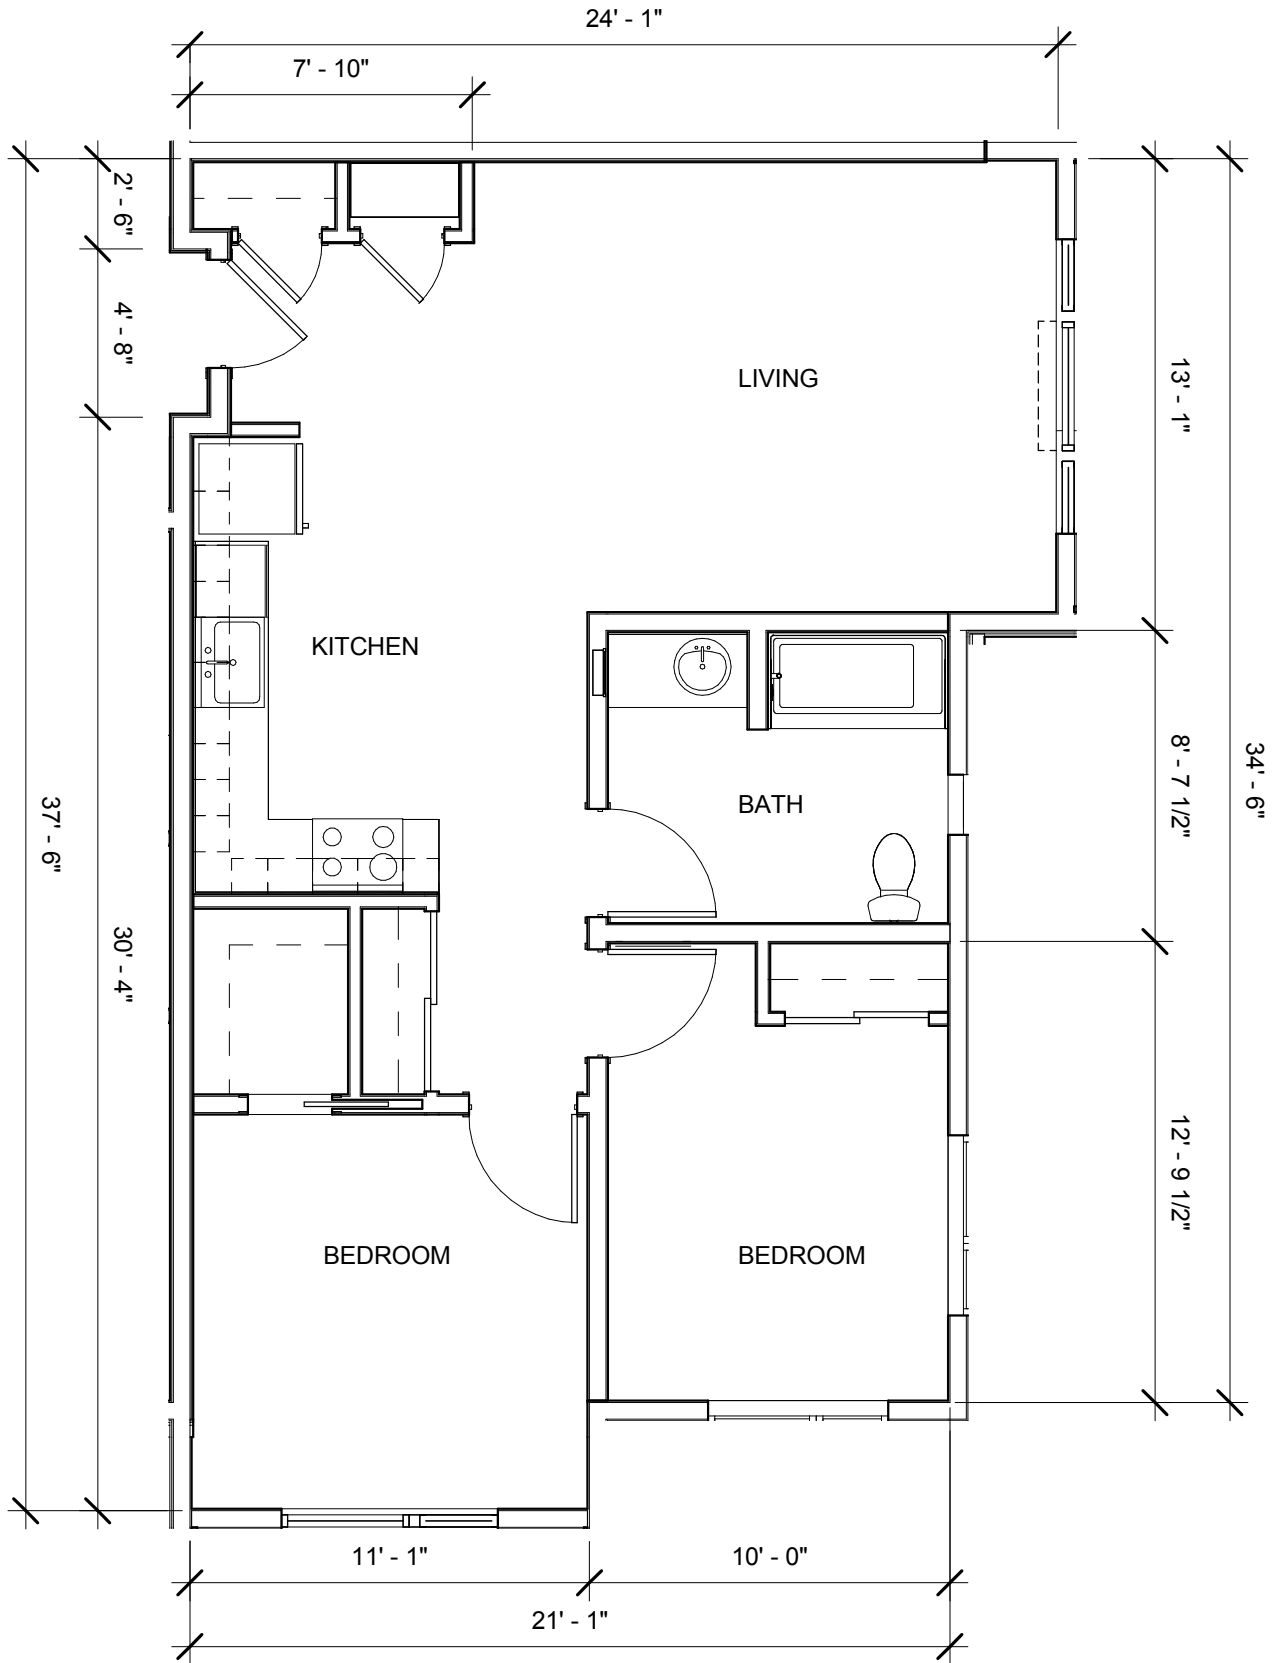 24' - 1"
7' - 10"
2' - 6"
4' - 8"
LIVING
13' - 1"
KITCHEN
BATH
8' - 7 1/2"
34' - 6"
37' - 6"
30' - 4"
12' - 9 1/2"
BEDROOM
BEDROOM
11' - 1"
10' - 0"
21' - 1"